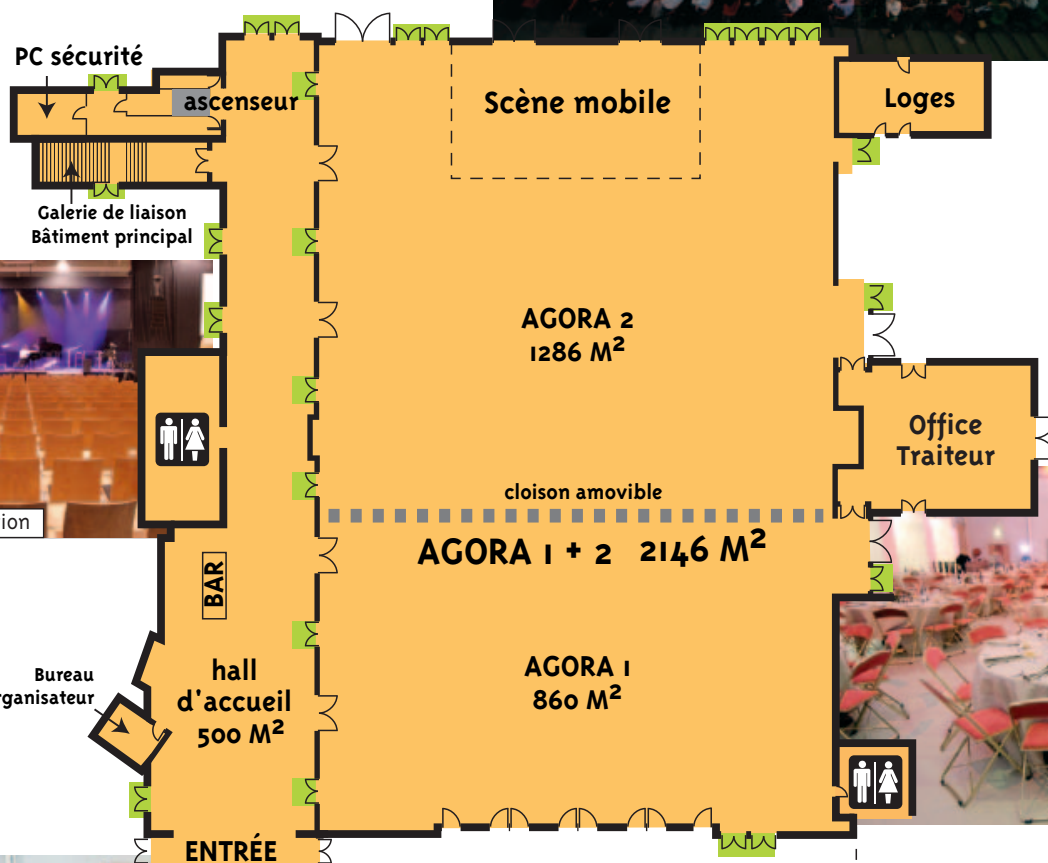 PC sécurité
ascenseur
Scène mobile
Loges
Galerie de liaison
Bâtiment principal
AGORA 2
1286 M²
Office
Traiteur
cloison amovible
ion
AGORA 1 + 2 2146 M²
BAR
AGORA 1
860 M²
hall
d'accueil
500 M²
Bureau
rganisateur
ENTRÉE